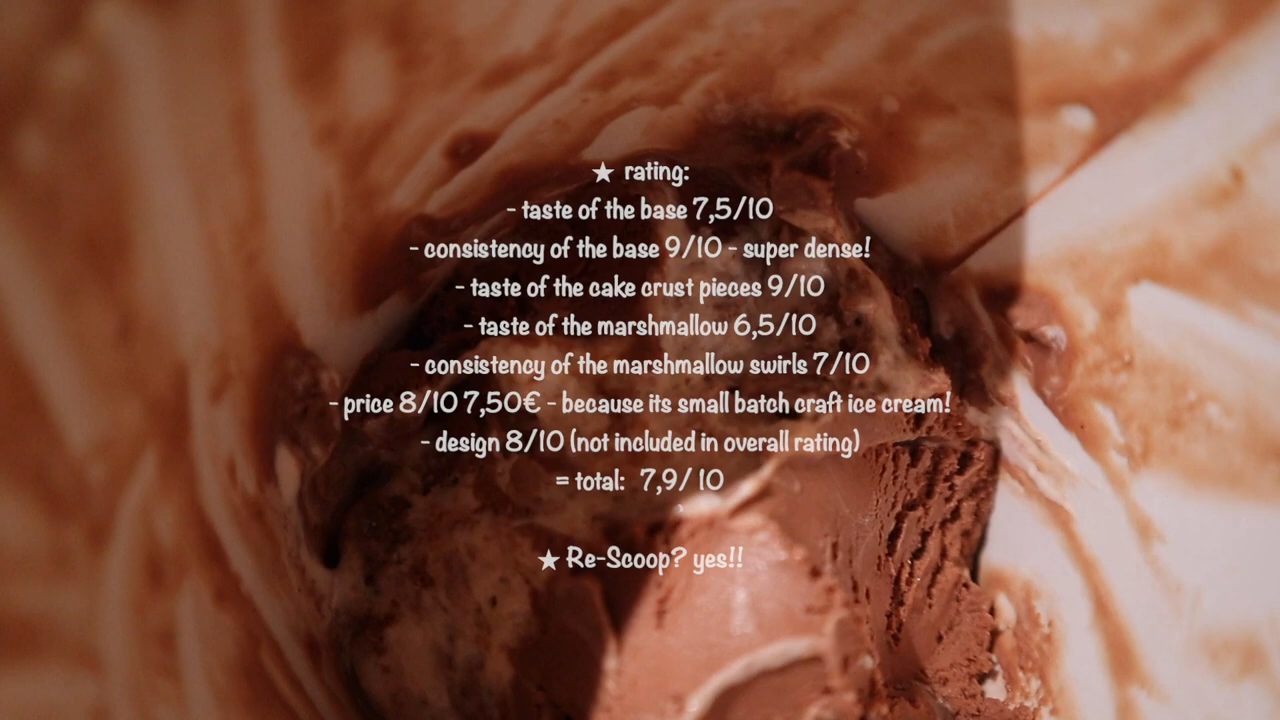 ★ rating:
- taste of the base 7,5/10
- consistency of the base 9/10 - super dense!
- taste of the cake crust pieces 9/10
- taste of the marshmallow 6,5/10
- consistency of the marshmallow swirls 7/10
- price 8/10 7,50€ - because its small batch craft ice cream!
- design 8/10 (not included in overall rating)
= total: 7,9/ 10
★ Re-Scoop? yes!!